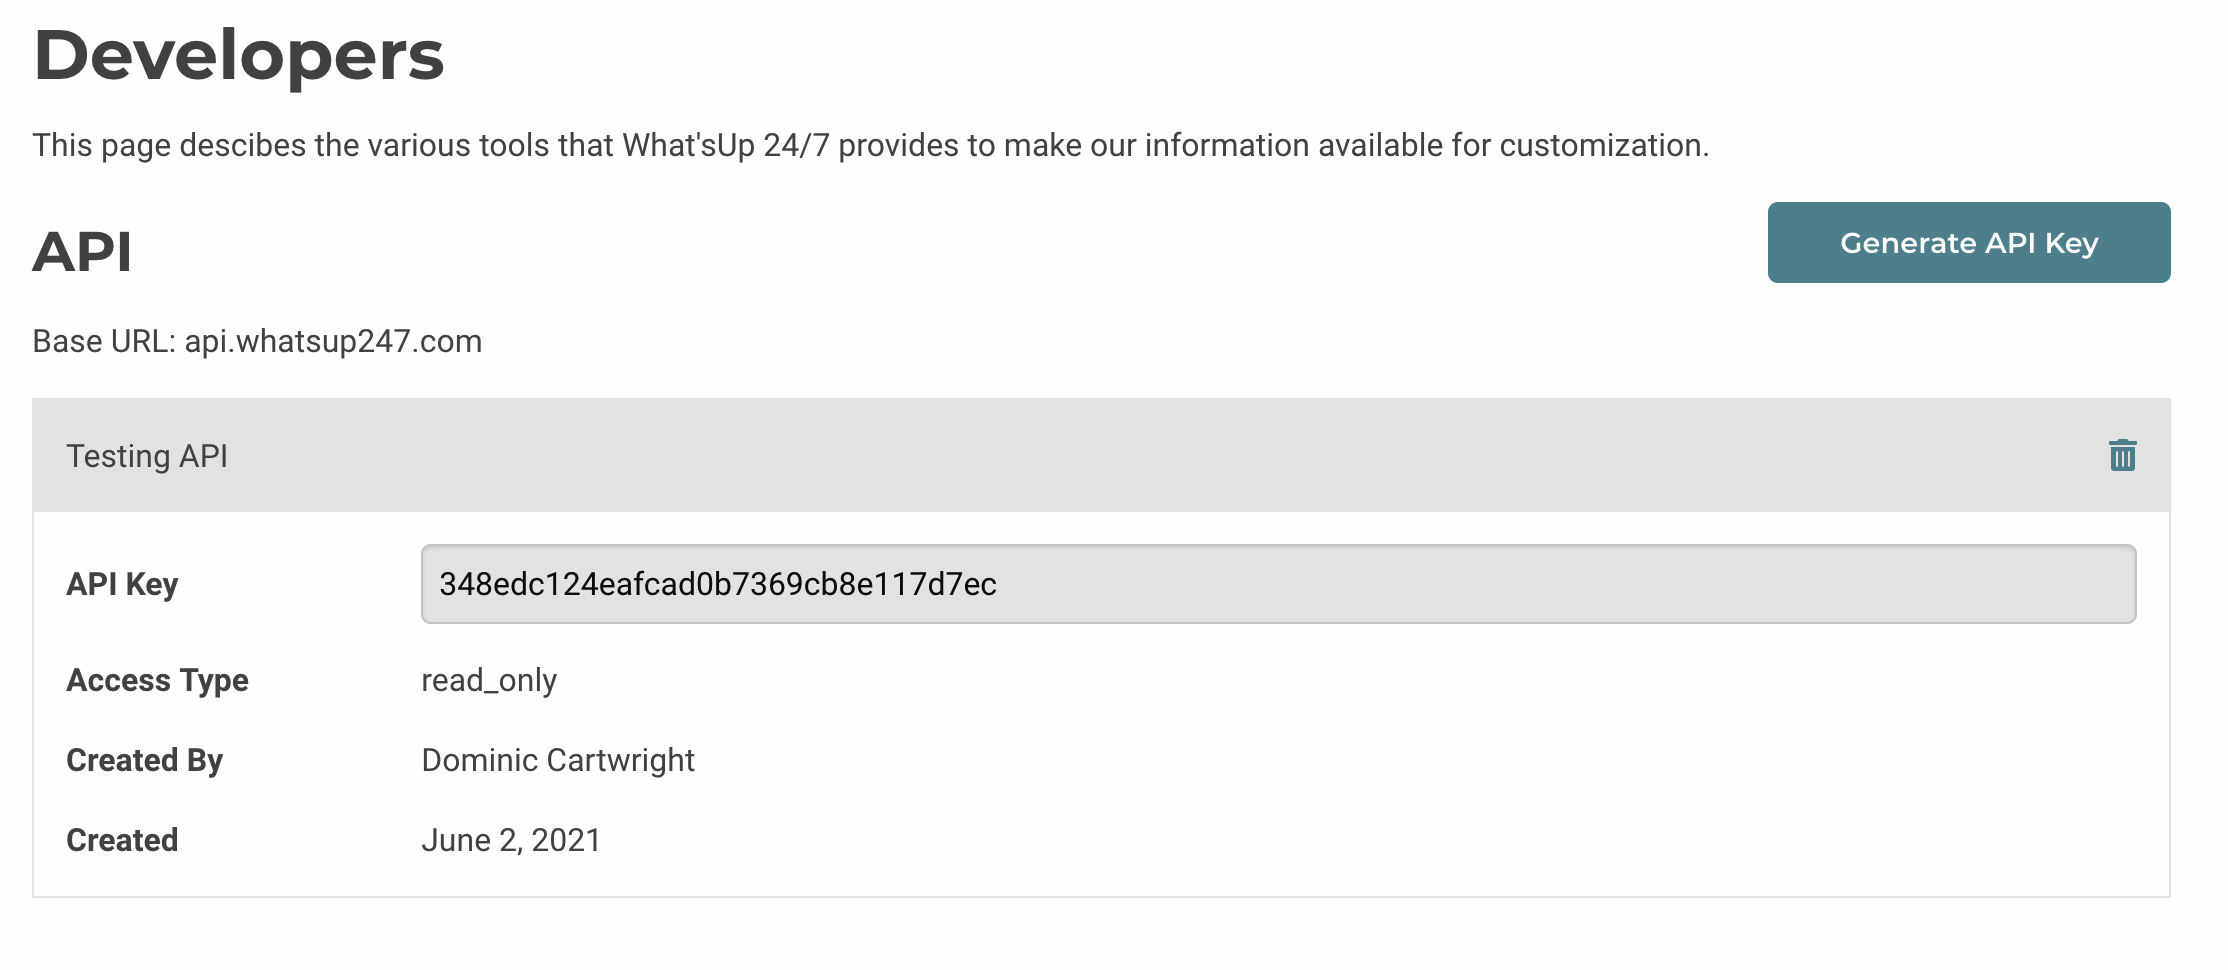 Developers
This page descibes the various tools that What'sUp 24/7 provides to make our information available for customization.
API
Generate API Key
Base URL: api.whatsup247.com
Testing API
API Key 348edc124eafcad0b7369cb8e117d7ec
Access Type read_only
Created By Dominic Cartwright
Created June 2, 2021